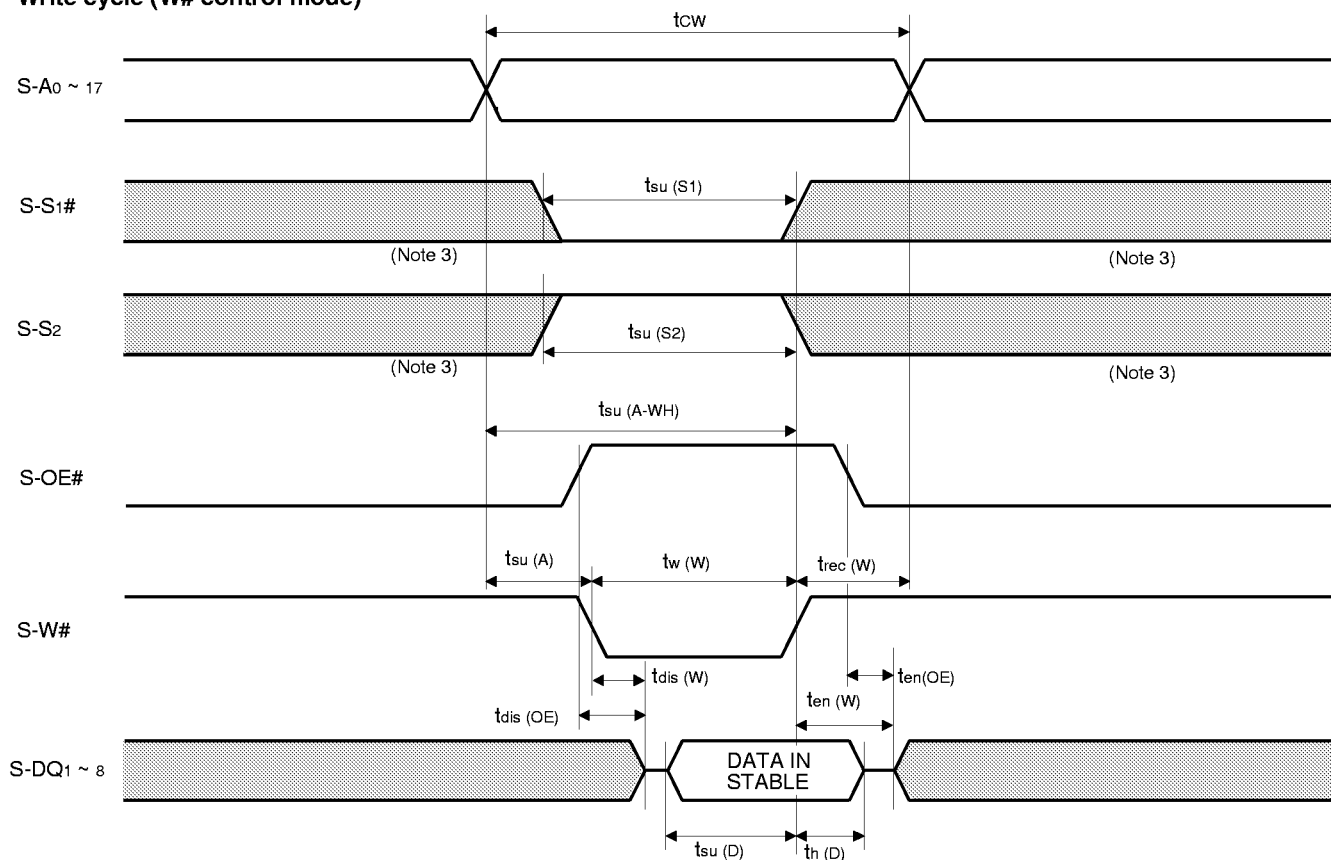 Write cycle (W# control mode)
tCW
S-A0 ~ 17
tsu (S1)
S-S1#
(Note 3)
(Note 3)
S-S2
tsu (S2)
(Note 3)
(Note 3)
tsu (A-WH)
S-OE#
tsu (A)
tw (W)
trec (W)
S-W#
tdis (W)
ten(OE)
ten (W)
tdis (OE)
S-DQ1 ~ 8
DATA IN
STABLE
tsu (D)
th (D)